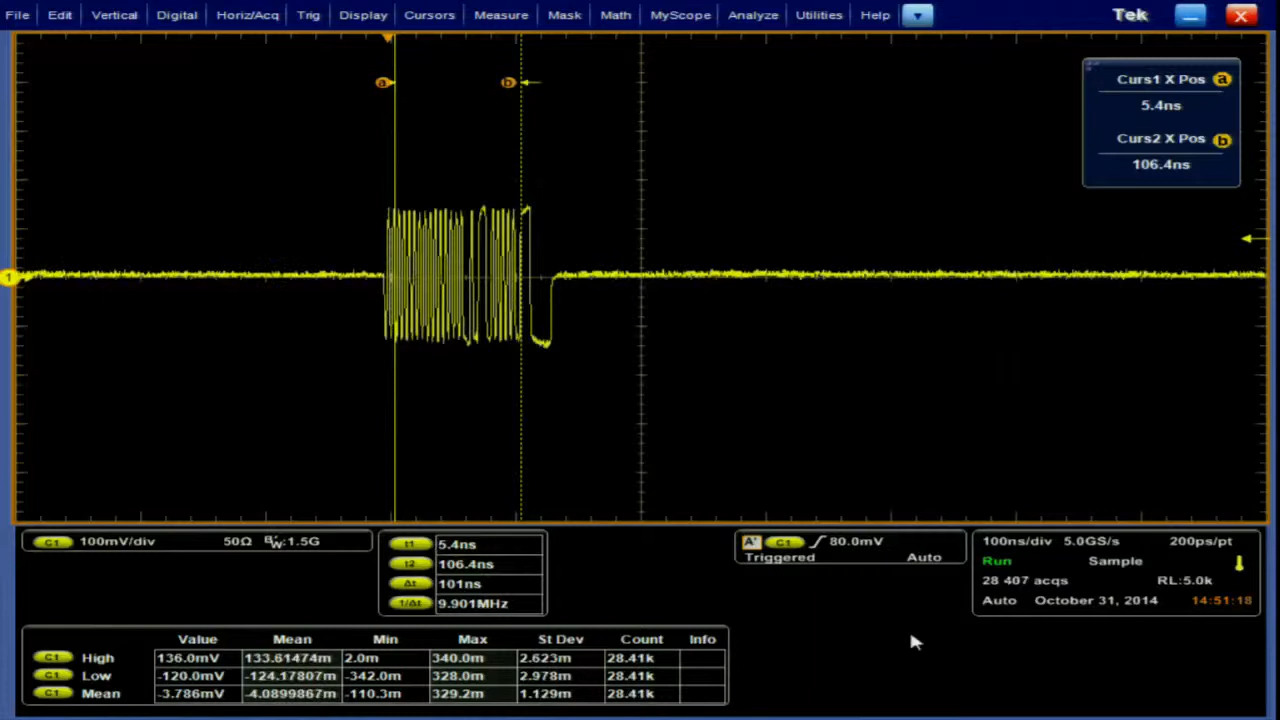 File Edit Vertical Digital Horiz/Acq Trig Display Cursors Measure Mask Math MyScope Analyze Utilities Help Tek
a b
Curs1 X Pos a
5.4ns
Curs2 X Pos b
106.4ns
1
C1 100mV/div 50Ω BW:1.5G
t1 5.4ns
t2 106.4ns
Δt 101ns
1/Δt 9.901MHz
A' C1 80.0mV
Triggered Auto
100ns/div 5.0GS/s 200ps/pt
Run Sample
28 407 acqs RL:5.0k
Auto October 31, 2014 14:51:18
Value Mean Min Max St Dev Count Info
C1 High 136.0mV 133.61474m 2.0m 340.0m 2.623m 28.41k
C1 Low -120.0mV -124.17807m -342.0m 328.0m 2.978m 28.41k
C1 Mean -3.786mV -4.0899867m -110.3m 329.2m 1.129m 28.41k